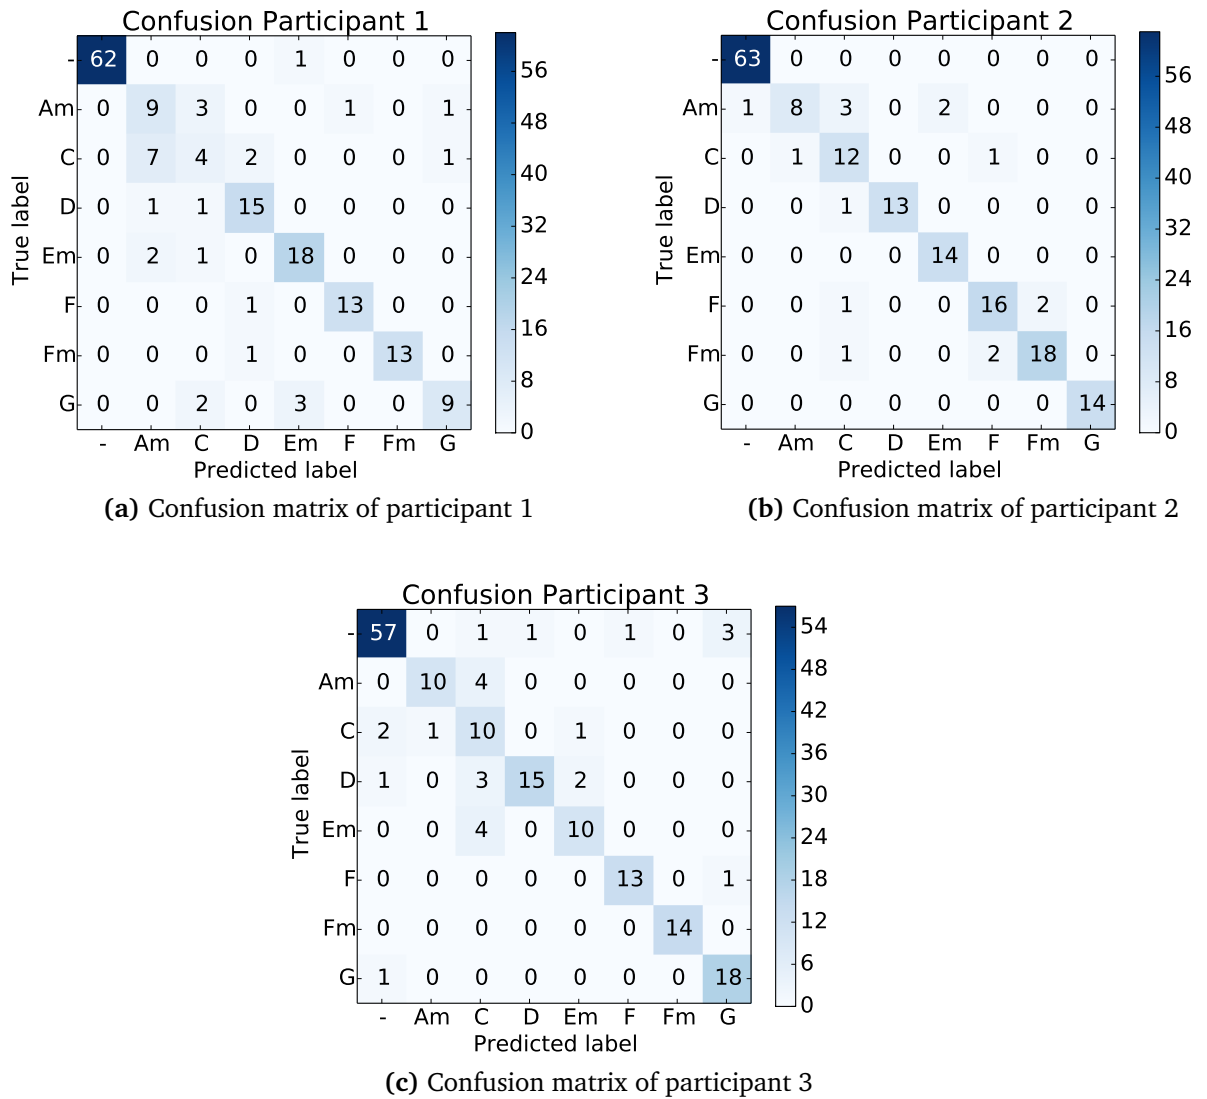 Confusion Participant 1
- 62 0 0 0 1 0 0 0
Am 0 9 3 0 0 1 0 1
C 0 7 4 2 0 0 0 1
D 0 1 1 15 0 0 0 0
Em 0 2 1 0 18 0 0 0
F 0 0 0 1 0 13 0 0
Fm 0 0 0 1 0 0 13 0
G 0 0 2 0 3 0 0 9
- Am C D Em F Fm G
True label
Predicted label
56
48
40
32
24
16
8
0
(a) Confusion matrix of participant 1
Confusion Participant 2
- 63 0 0 0 0 0 0 0
Am 1 8 3 0 2 0 0 0
C 0 1 12 0 0 1 0 0
D 0 0 1 13 0 0 0 0
Em 0 0 0 0 14 0 0 0
F 0 0 1 0 0 16 2 0
Fm 0 0 1 0 0 2 18 0
G 0 0 0 0 0 0 0 14
- Am C D Em F Fm G
True label
Predicted label
56
48
40
32
24
16
8
0
(b) Confusion matrix of participant 2
Confusion Participant 3
- 57 0 1 1 0 1 0 3
Am 0 10 4 0 0 0 0 0
C 2 1 10 0 1 0 0 0
D 1 0 3 15 2 0 0 0
Em 0 0 4 0 10 0 0 0
F 0 0 0 0 0 13 0 1
Fm 0 0 0 0 0 0 14 0
G 1 0 0 0 0 0 0 18
- Am C D Em F Fm G
True label
Predicted label
54
48
42
36
30
24
18
12
6
0
(c) Confusion matrix of participant 3